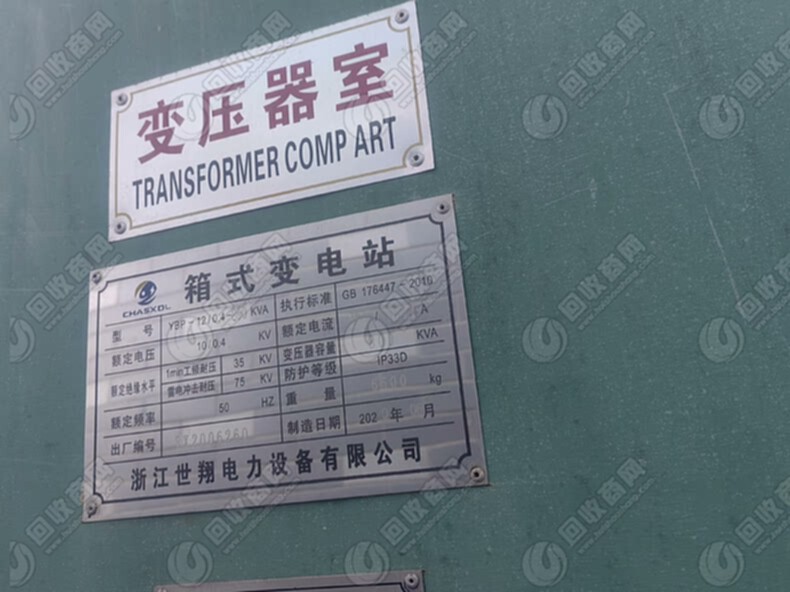 变压器室
TRANSFORMER COMP ART
箱式变电站
CHASXDL
型号 KVA 执行标准 GB 176447-2010
额定电压 10/0.4 KV 额定电流 A
额定绝缘水平 1min工频耐压 35 KV 变压器容量 KVA
雷电冲击耐压 75 KV 防护等级 IP33D
额定频率 50 HZ 重量 kg
出厂编号 制造日期 202 年 月
浙江世翔电力设备有限公司
回收商网